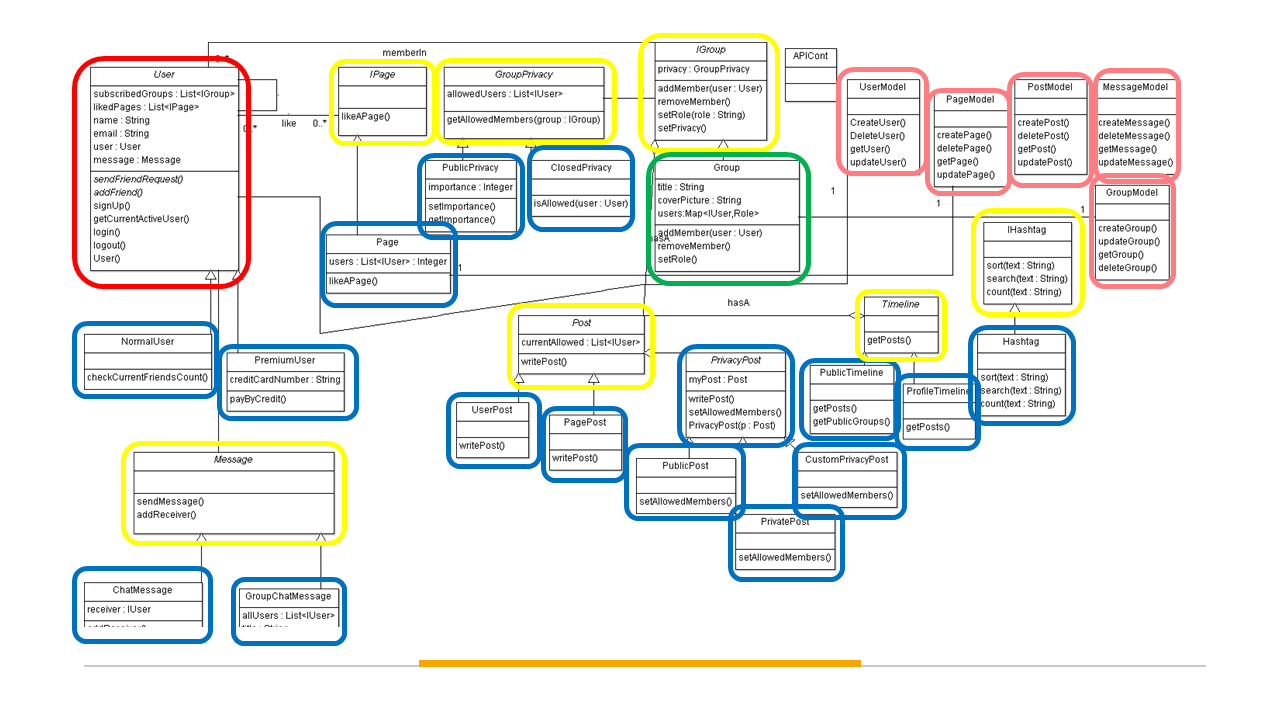 memberIn
0..*
0..*
like
0..*
User
subscribedGroups : List<IGroup>
likedPages : List<IPage>
name : String
email : String
user : User
message : Message
sendFriendRequest()
addFriend()
signUp()
getCurrentActiveUser()
login()
logout()
User()
IPage
likeAPage()
GroupPrivacy
allowedUsers : List<IUser>
getAllowedMembers(group : IGroup)
IGroup
privacy : GroupPrivacy
addMember(user : User)
removeMember()
setRole(role : String)
setPrivacy()
APICont
UserModel
CreateUser()
DeleteUser()
getUser()
updateUser()
PageModel
createPage()
deletePage()
getPage()
updatePage()
PostModel
createPost()
deletePost()
getPost()
updatePost()
MessageModel
createMessage()
deleteMessage()
getMessage()
updateMessage()
PublicPrivacy
importance : Integer
setImportance()
getImportance()
ClosedPrivacy
isAllowed(user : User)
Group
title : String
coverPicture : String
users:Map<IUser,Role>
addMember(user : User)
removeMember()
setRole()
hasA
1
1
1
GroupModel
createGroup()
updateGroup()
getGroup()
deleteGroup()
Page
users : List<IUser> : Integer
likeAPage()
1
IHashtag
sort(text : String)
search(text : String)
count(text : String)
hasA
Post
currentAllowed : List<IUser>
writePost()
Timeline
getPosts()
NormalUser
checkCurrentFriendsCount()
PremiumUser
creditCardNumber : String
payByCredit()
PrivacyPost
myPost : Post
writePost()
setAllowedMembers()
PrivacyPost(p : Post)
PublicTimeline
getPosts()
getPublicGroups()
ProfileTimeline
getPosts()
Hashtag
sort(text : String)
search(text : String)
count(text : String)
UserPost
writePost()
PagePost
writePost()
Message
sendMessage()
addReceiver()
PublicPost
setAllowedMembers()
CustomPrivacyPost
setAllowedMembers()
PrivatePost
setAllowedMembers()
ChatMessage
receiver : IUser
GroupChatMessage
allUsers : List<IUser>